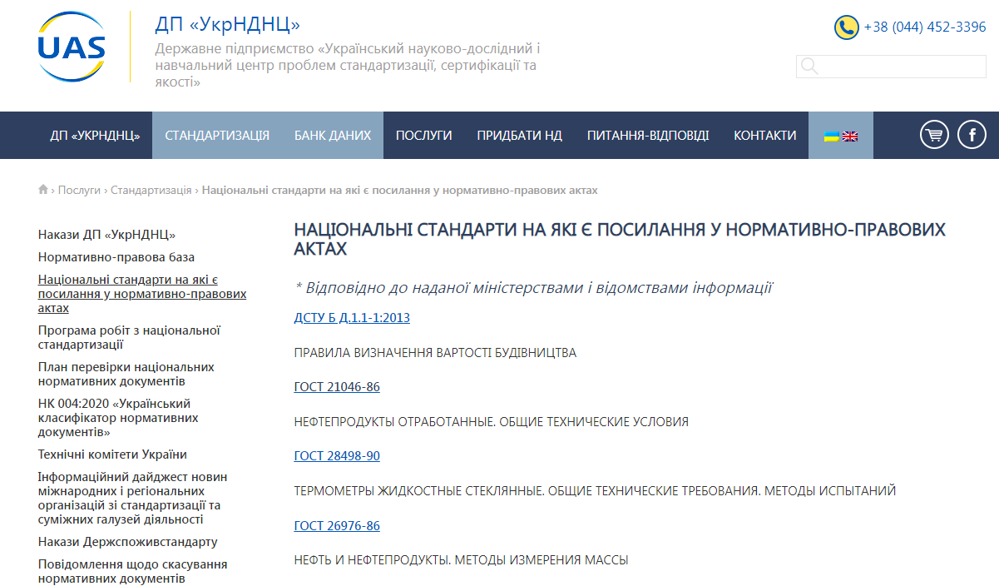 UAS
ДП «УкрНДНЦ»
Державне підприємство «Український науково-дослідний і
навчальний центр проблем стандартизації, сертифікації та
якості»
+38 (044) 452-3396
ДП «УКРНДНЦ» СТАНДАРТИЗАЦІЯ БАНК ДАНИХ ПОСЛУГИ ПРИДБАТИ НД ПИТАННЯ-ВІДПОВІДІ КОНТАКТИ
› Послуги › Стандартизація › Національні стандарти на які є посилання у нормативно-правових актах
Накази ДП «УкрНДНЦ»
Нормативно-правова база
Національні стандарти на які є
посилання у нормативно-правових
актах
Програма робіт з національної
стандартизації
План перевірки національних
нормативних документів
НК 004:2020 «Український
класифікатор нормативних
документів»
Технічні комітети України
Інформаційний дайджест новин
міжнародних і регіональних
організацій зі стандартизації та
суміжних галузей діяльності
Накази Держспоживстандарту
Повідомлення щодо скасування
нормативних документів
НАЦІОНАЛЬНІ СТАНДАРТИ НА ЯКІ Є ПОСИЛАННЯ У НОРМАТИВНО-ПРАВОВИХ
АКТАХ
* Відповідно до наданої міністерствами і відомствами інформації
ДСТУ Б Д.1.1-1:2013
ПРАВИЛА ВИЗНАЧЕННЯ ВАРТОСТІ БУДІВНИЦТВА
ГОСТ 21046-86
НЕФТЕПРОДУКТЫ ОТРАБОТАННЫЕ. ОБЩИЕ ТЕХНИЧЕСКИЕ УСЛОВИЯ
ГОСТ 28498-90
ТЕРМОМЕТРЫ ЖИДКОСТНЫЕ СТЕКЛЯННЫЕ. ОБЩИЕ ТЕХНИЧЕСКИЕ ТРЕБОВАНИЯ. МЕТОДЫ ИСПЫТАНИЙ
ГОСТ 26976-86
НЕФТЬ И НЕФТЕПРОДУКТЫ. МЕТОДЫ ИЗМЕРЕНИЯ МАССЫ